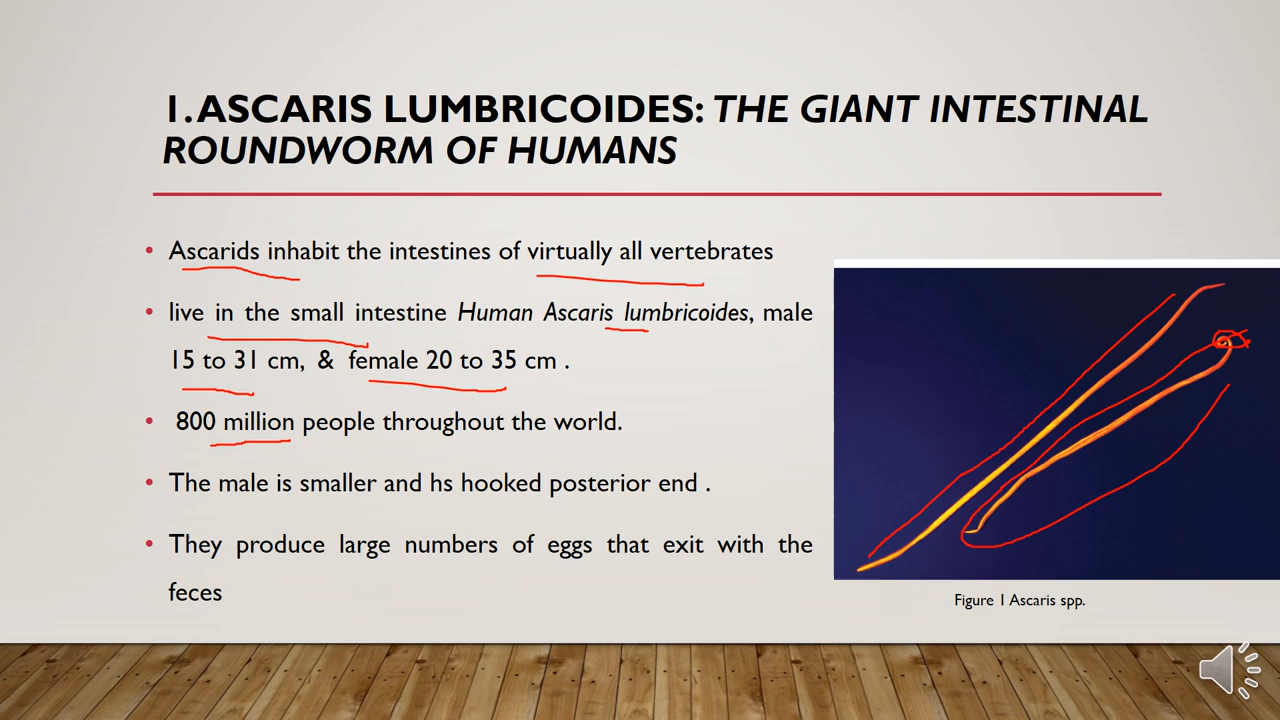 1. ASCARIS LUMBRICOIDES: THE GIANT INTESTINAL
ROUNDWORM OF HUMANS
• Ascarids inhabit the intestines of virtually all vertebrates
• live in the small intestine Human Ascaris lumbricoides, male
15 to 31 cm, & female 20 to 35 cm .
• 800 million people throughout the world.
• The male is smaller and hs hooked posterior end .
• They produce large numbers of eggs that exit with the
feces
Figure 1 Ascaris spp.